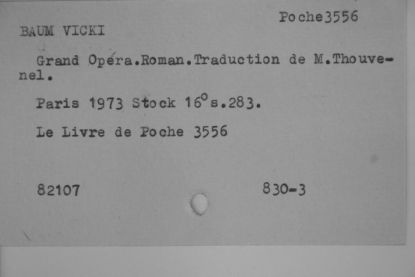 Poche3556
BAUM VICKI
Grand Opéra.Roman.Traduction de M.Thouve-
nel.
Paris 1973 Stock 16° s.283.
Le Livre de Poche 3556
82107 830-3